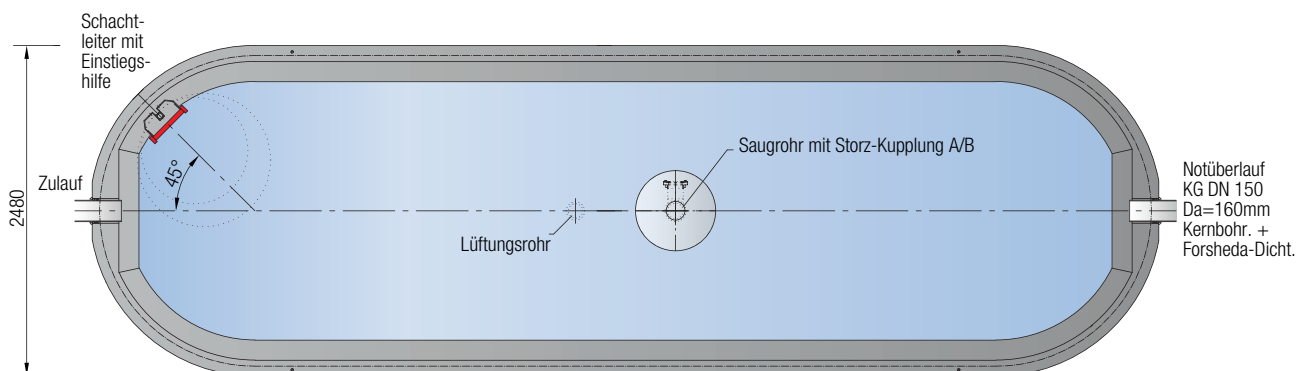 Schacht-
leiter mit
Einstiegs-
hilfe
Saugrohr mit Storz-Kupplung A/B
45°
Zulauf
2480
Lüftungsrohr
Notüberlauf
KG DN 150
Da=160mm
Kernbohr. +
Forsheda-Dicht.